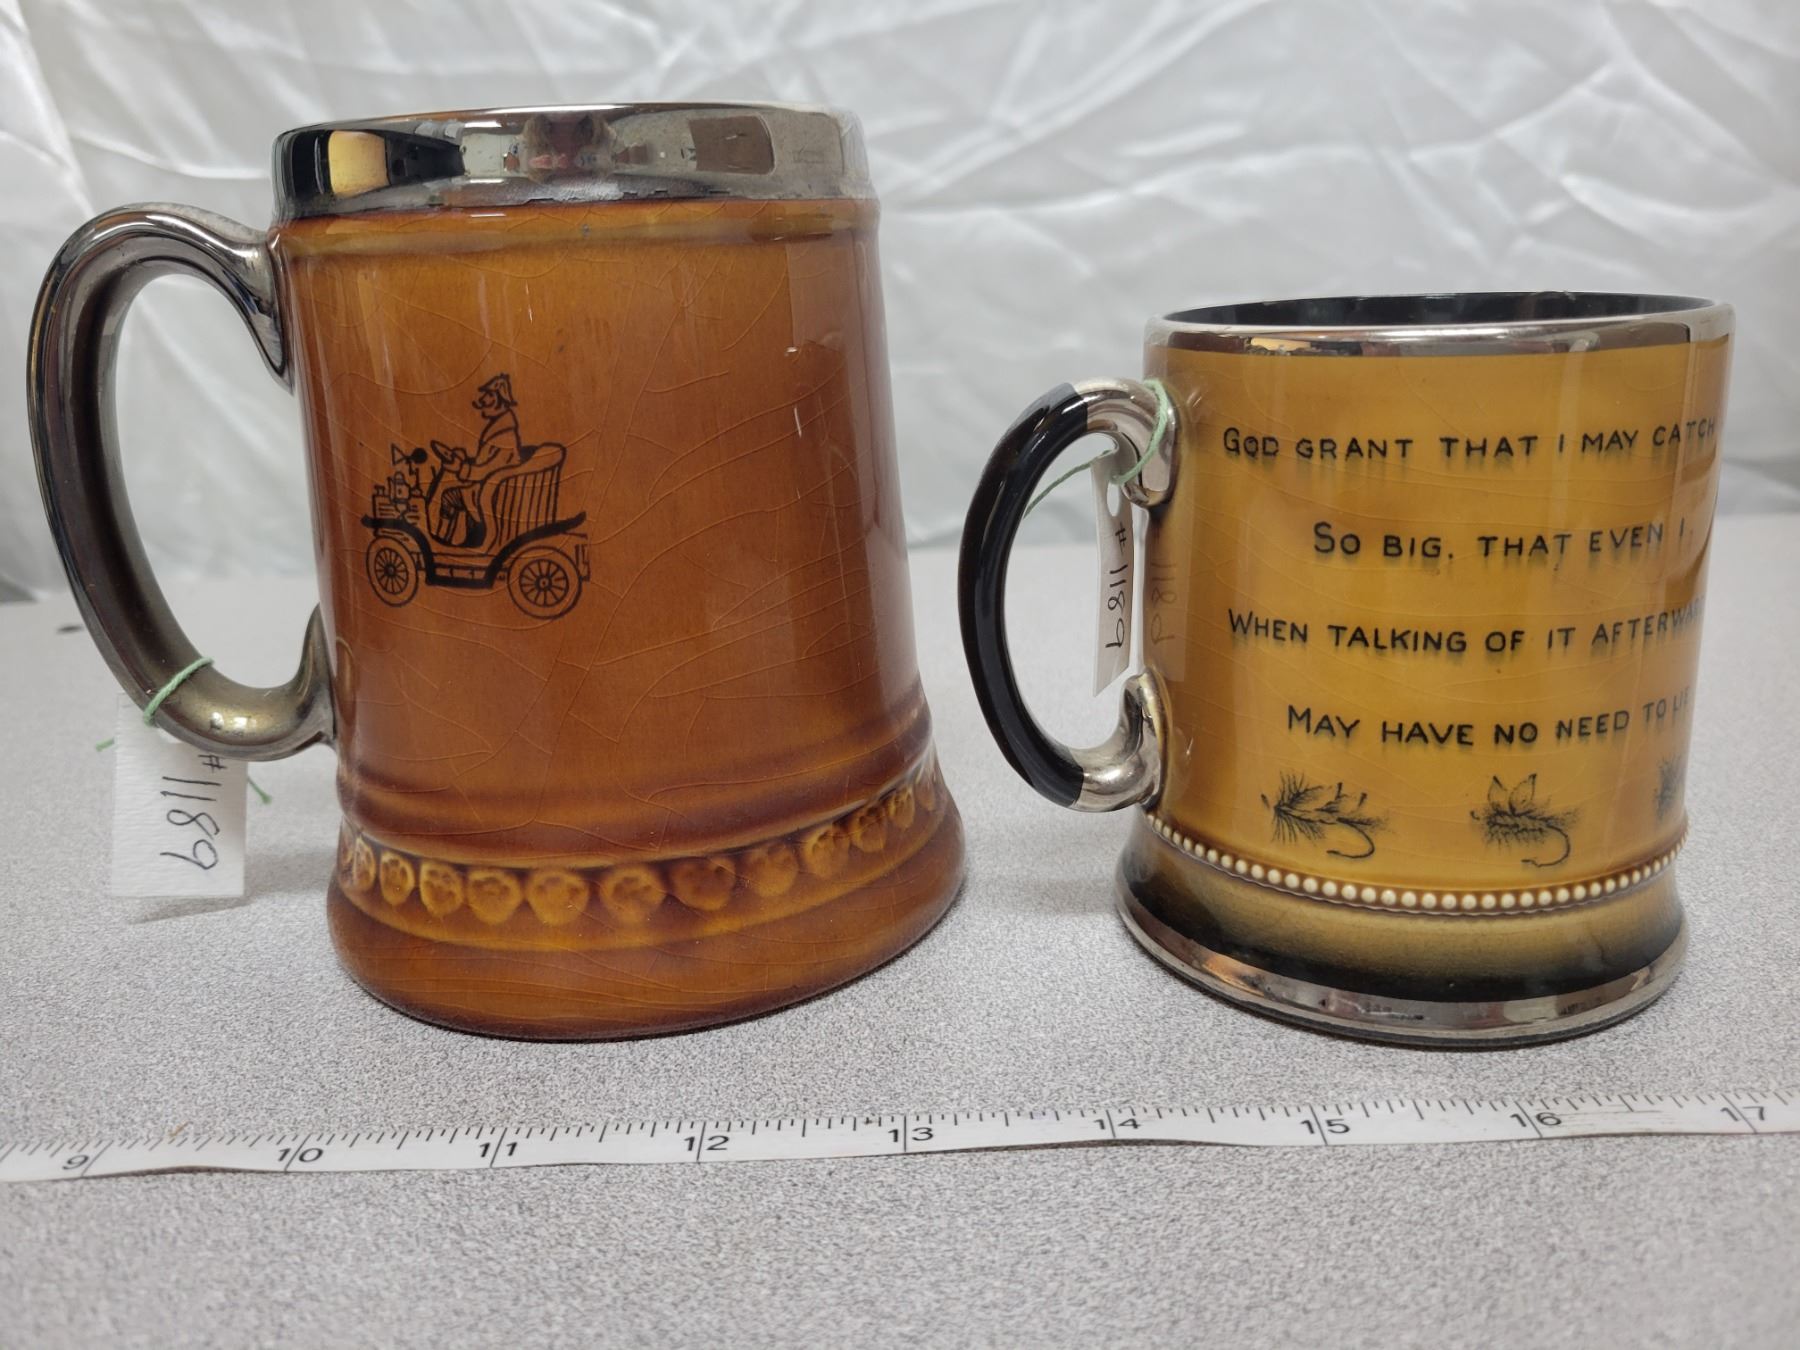 GOD GRANT THAT I MAY CATCH
SO BIG, THAT EVEN I,
WHEN TALKING OF IT
MAY HAVE NO NEED TO LIE
#1189
#1189
9 10 11 12 13 14 15 16 17